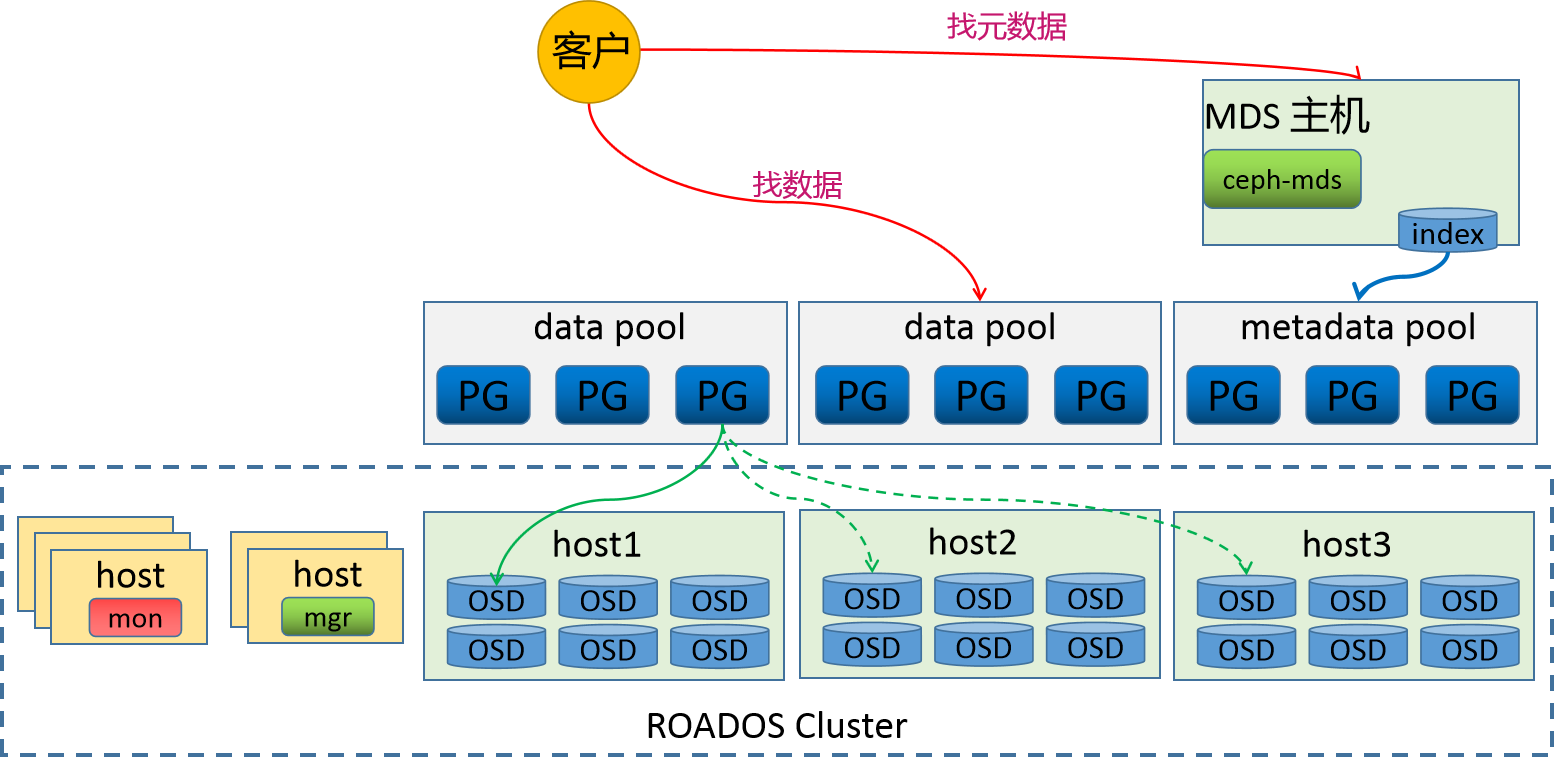 客户
找元数据
MDS 主机
ceph-mds
index
找数据
data pool
PG PG PG
data pool
PG PG PG
metadata pool
PG PG PG
host
mon
host
mgr
host1
OSD OSD OSD
OSD OSD OSD
host2
OSD OSD OSD
OSD OSD OSD
host3
OSD OSD OSD
OSD OSD OSD
ROADOS Cluster